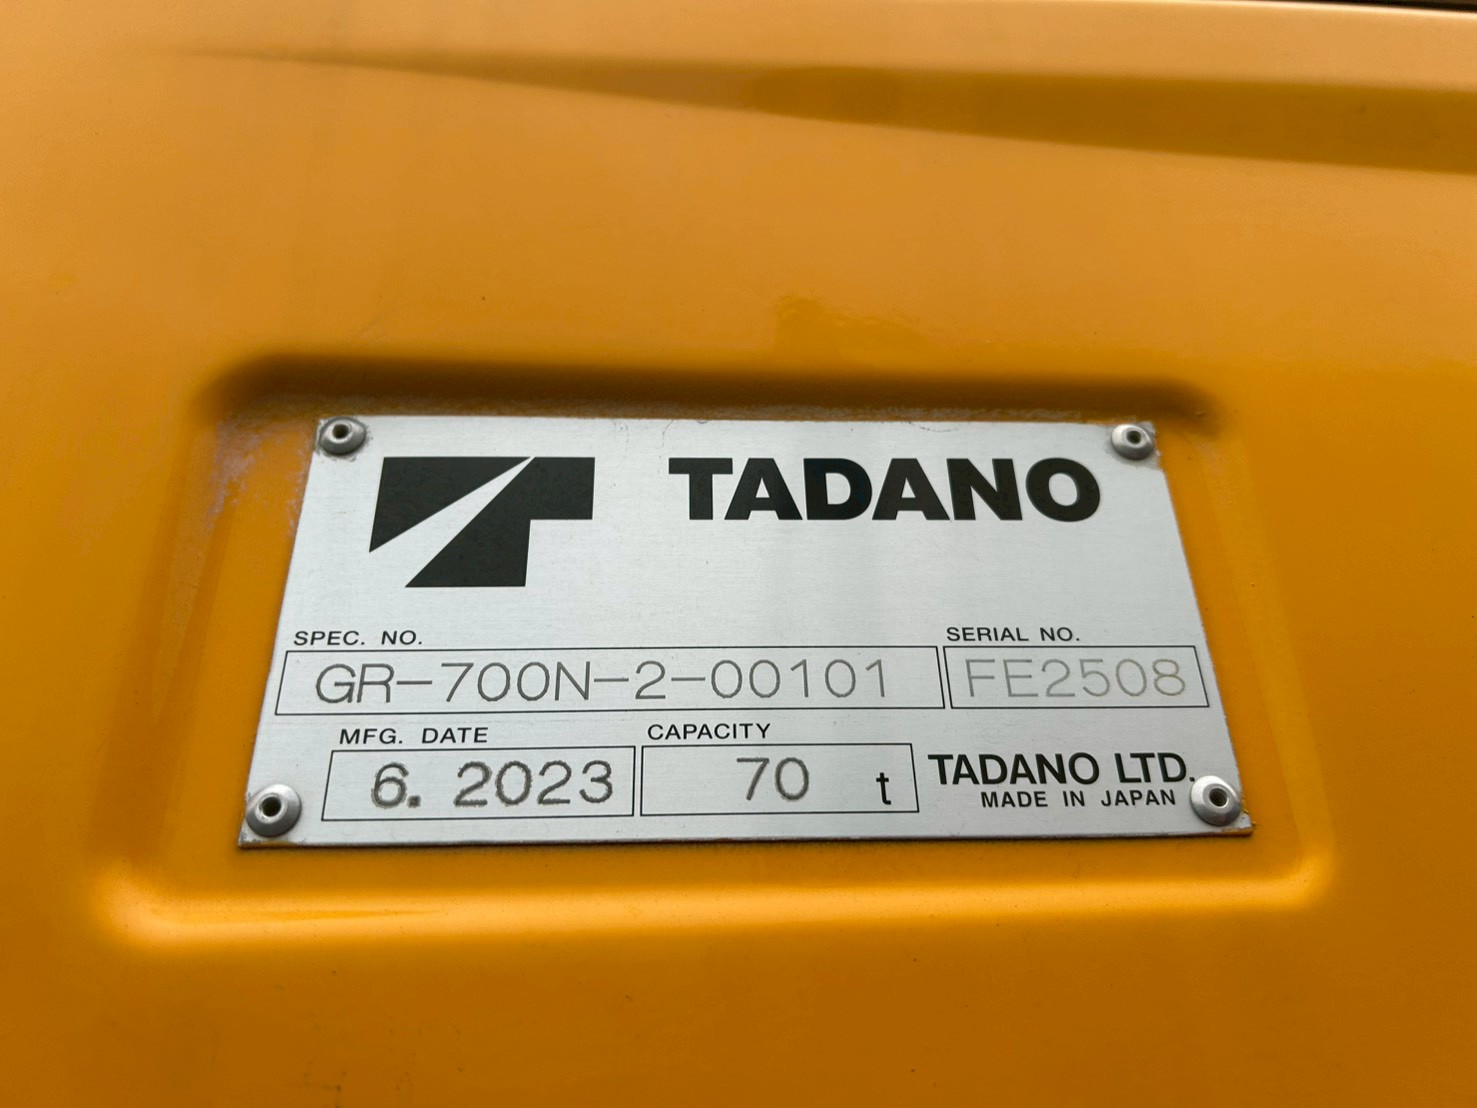 TADANO
SPEC. NO. SERIAL NO.
GR-700N-2-00101 FE2508
MFG. DATE CAPACITY
6. 2023 70 t TADANO LTD.
MADE IN JAPAN